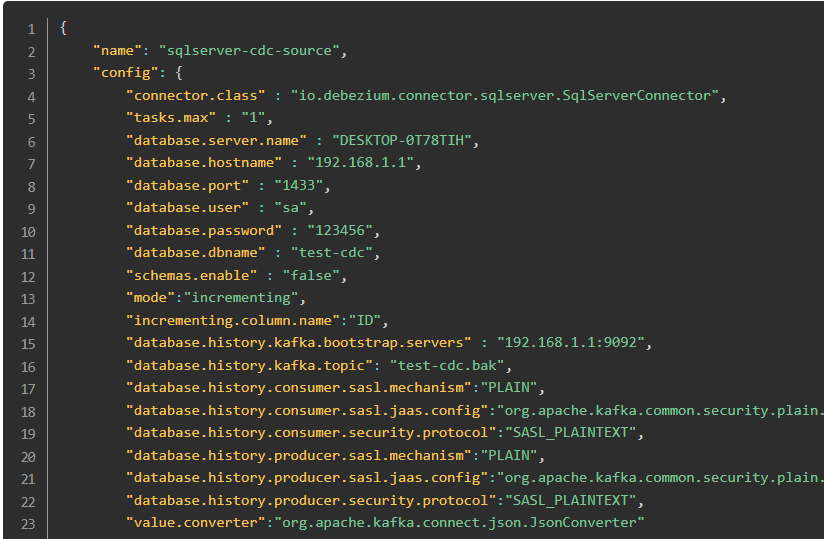 1 {
2 "name": "sqlserver-cdc-source",
3 "config": {
4 "connector.class" : "io.debezium.connector.sqlserver.SqlServerConnector",
5 "tasks.max" : "1",
6 "database.server.name" : "DESKTOP-0T78TIH",
7 "database.hostname" : "192.168.1.1",
8 "database.port" : "1433",
9 "database.user" : "sa",
10 "database.password" : "123456",
11 "database.dbname" : "test-cdc",
12 "schemas.enable" : "false",
13 "mode":"incrementing",
14 "incrementing.column.name":"ID",
15 "database.history.kafka.bootstrap.servers" : "192.168.1.1:9092",
16 "database.history.kafka.topic": "test-cdc.bak",
17 "database.history.consumer.sasl.mechanism":"PLAIN",
18 "database.history.consumer.sasl.jaas.config":"org.apache.kafka.common.security.plain.
19 "database.history.consumer.security.protocol":"SASL_PLAINTEXT",
20 "database.history.producer.sasl.mechanism":"PLAIN",
21 "database.history.producer.sasl.jaas.config":"org.apache.kafka.common.security.plain.
22 "database.history.producer.security.protocol":"SASL_PLAINTEXT",
23 "value.converter":"org.apache.kafka.connect.json.JsonConverter"